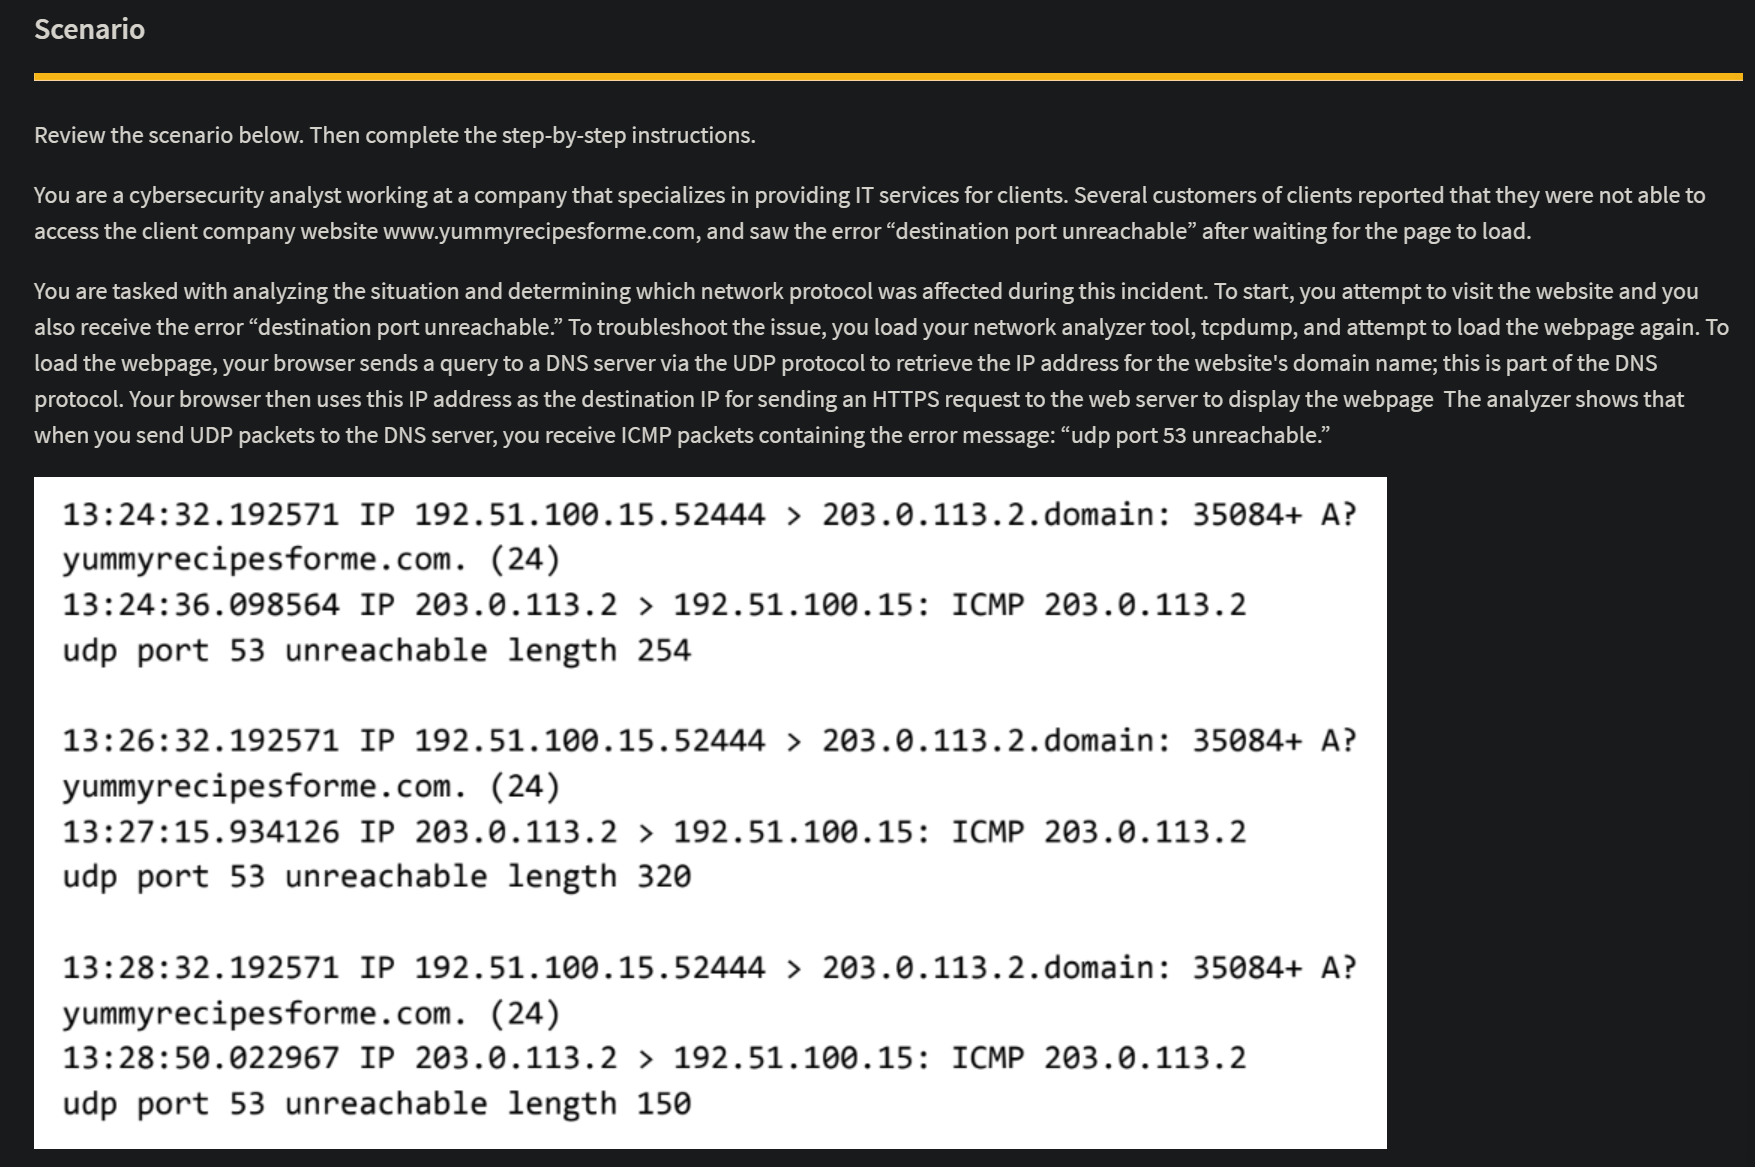 Scenario
Review the scenario below. Then complete the step-by-step instructions.
You are a cybersecurity analyst working at a company that specializes in providing IT services for clients. Several customers of clients reported that they were not able to
access the client company website www.yummyrecipesforme.com, and saw the error “destination port unreachable” after waiting for the page to load.
You are tasked with analyzing the situation and determining which network protocol was affected during this incident. To start, you attempt to visit the website and you
also receive the error “destination port unreachable.” To troubleshoot the issue, you load your network analyzer tool, tcpdump, and attempt to load the webpage again. To
load the webpage, your browser sends a query to a DNS server via the UDP protocol to retrieve the IP address for the website's domain name; this is part of the DNS
protocol. Your browser then uses this IP address as the destination IP for sending an HTTPS request to the web server to display the webpage  The analyzer shows that
when you send UDP packets to the DNS server, you receive ICMP packets containing the error message: “udp port 53 unreachable.”
13:24:32.192571 IP 192.51.100.15.52444 > 203.0.113.2.domain: 35084+ A?
yummyrecipesforme.com. (24)
13:24:36.098564 IP 203.0.113.2 > 192.51.100.15: ICMP 203.0.113.2
udp port 53 unreachable length 254
13:26:32.192571 IP 192.51.100.15.52444 > 203.0.113.2.domain: 35084+ A?
yummyrecipesforme.com. (24)
13:27:15.934126 IP 203.0.113.2 > 192.51.100.15: ICMP 203.0.113.2
udp port 53 unreachable length 320
13:28:32.192571 IP 192.51.100.15.52444 > 203.0.113.2.domain: 35084+ A?
yummyrecipesforme.com. (24)
13:28:50.022967 IP 203.0.113.2 > 192.51.100.15: ICMP 203.0.113.2
udp port 53 unreachable length 150